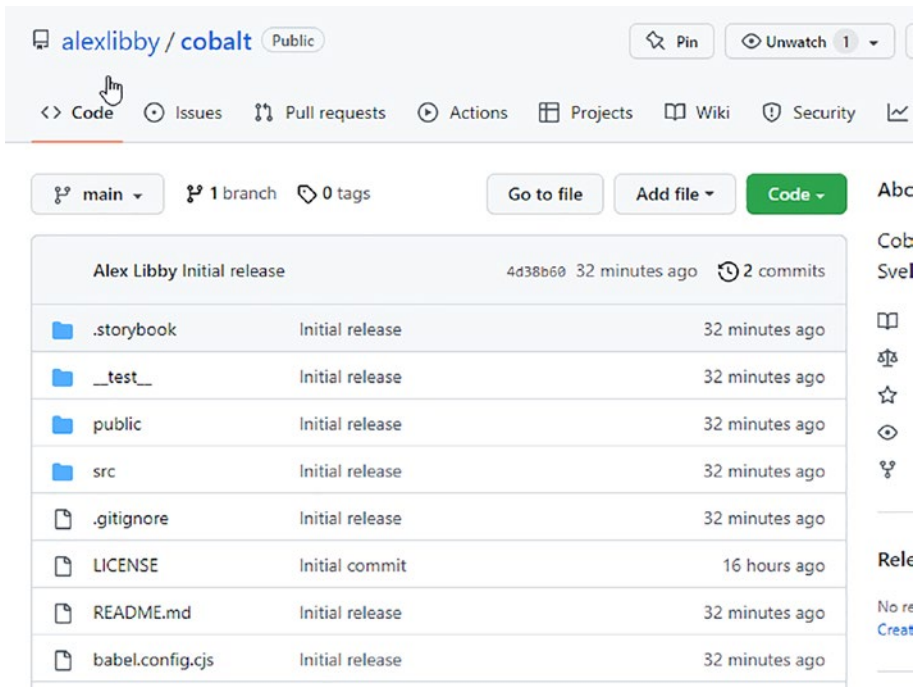 alexlibby / cobalt Public Pin Unwatch 1
Code Issues Pull requests Actions Projects Wiki Security
main 1 branch 0 tags Go to file Add file Code
Alex Libby Initial release 4d38b60 32 minutes ago 2 commits
.storybook Initial release 32 minutes ago
__test__ Initial release 32 minutes ago
public Initial release 32 minutes ago
src Initial release 32 minutes ago
.gitignore Initial release 32 minutes ago
LICENSE Initial commit 16 hours ago
README.md Initial release 32 minutes ago
babel.config.cjs Initial release 32 minutes ago
No